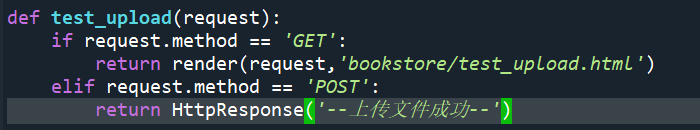 def test_upload(request):
    if request.method == 'GET':
        return render(request,'bookstore/test_upload.html')
    elif request.method == 'POST':
        return HttpResponse('--上传文件成功--')